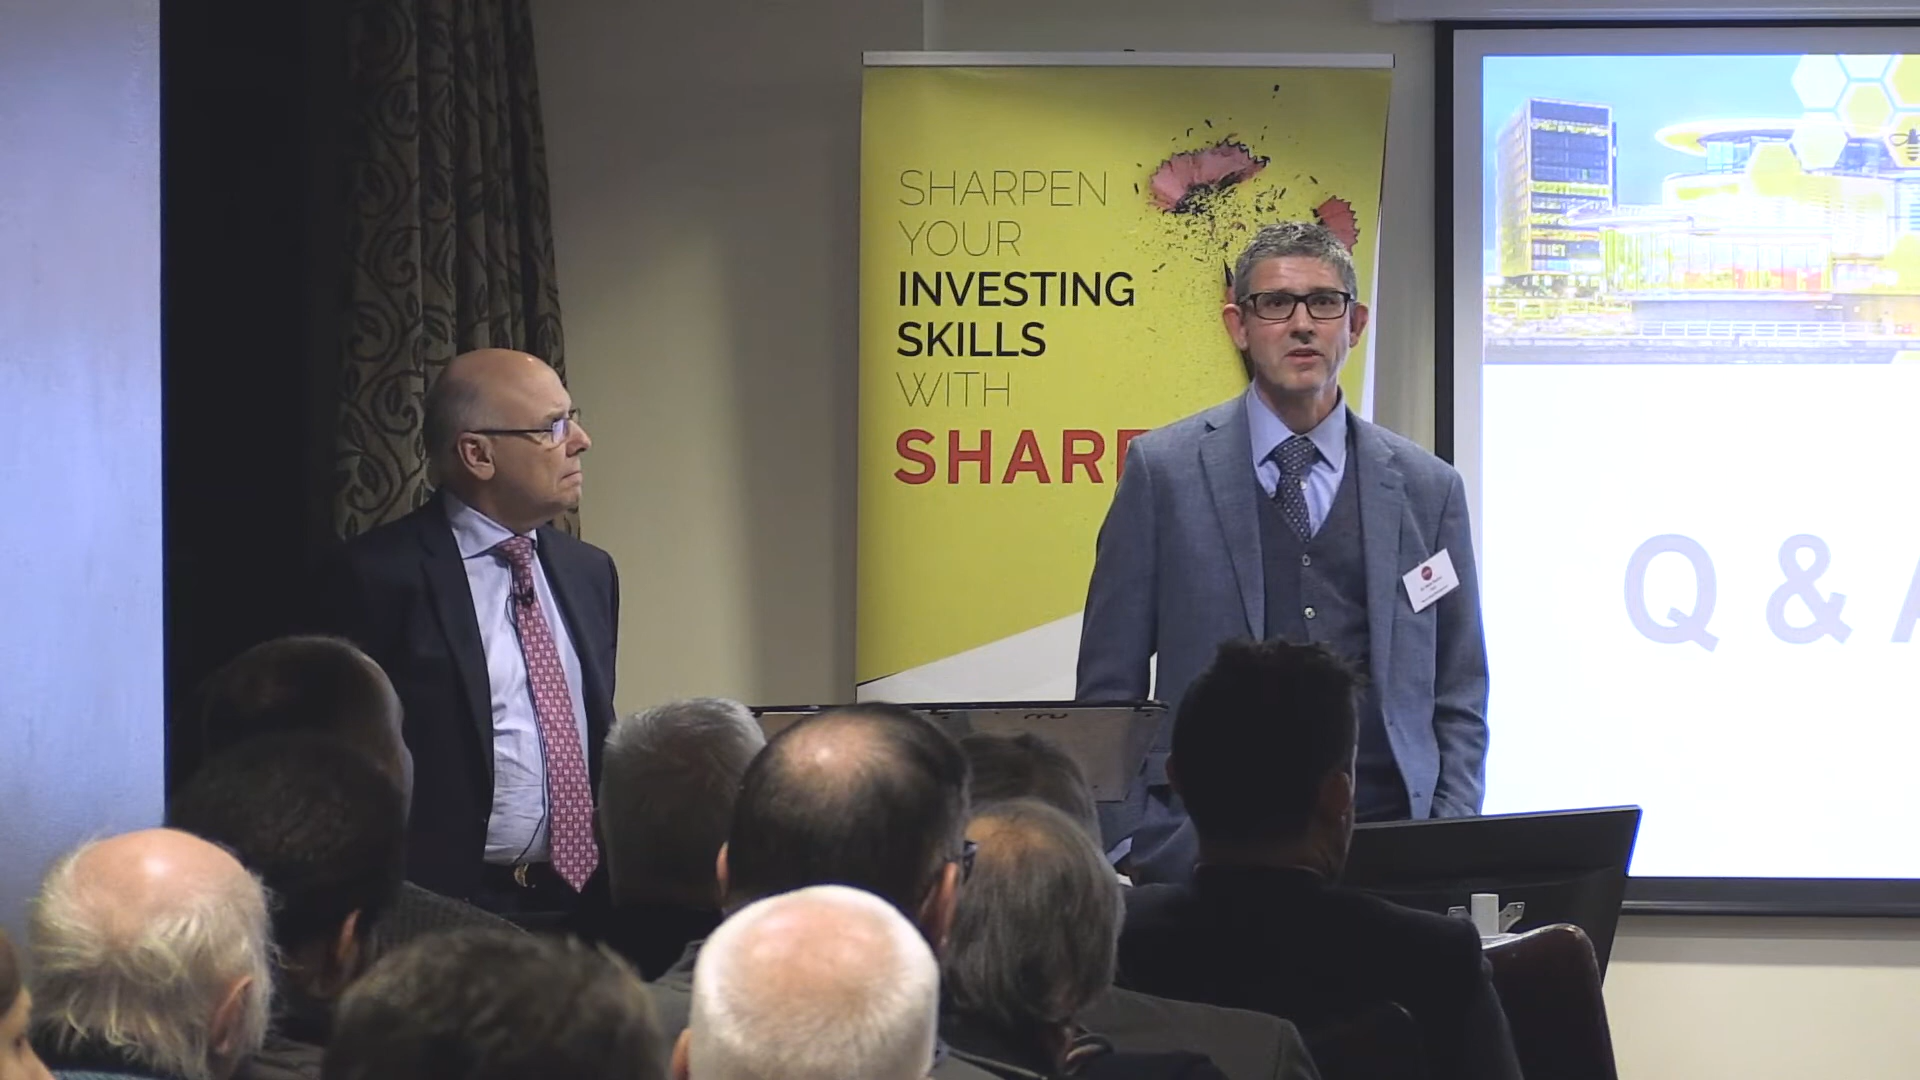 SHARPEN
YOUR
INVESTING
SKILLS
WITH
SHARE
Q & A